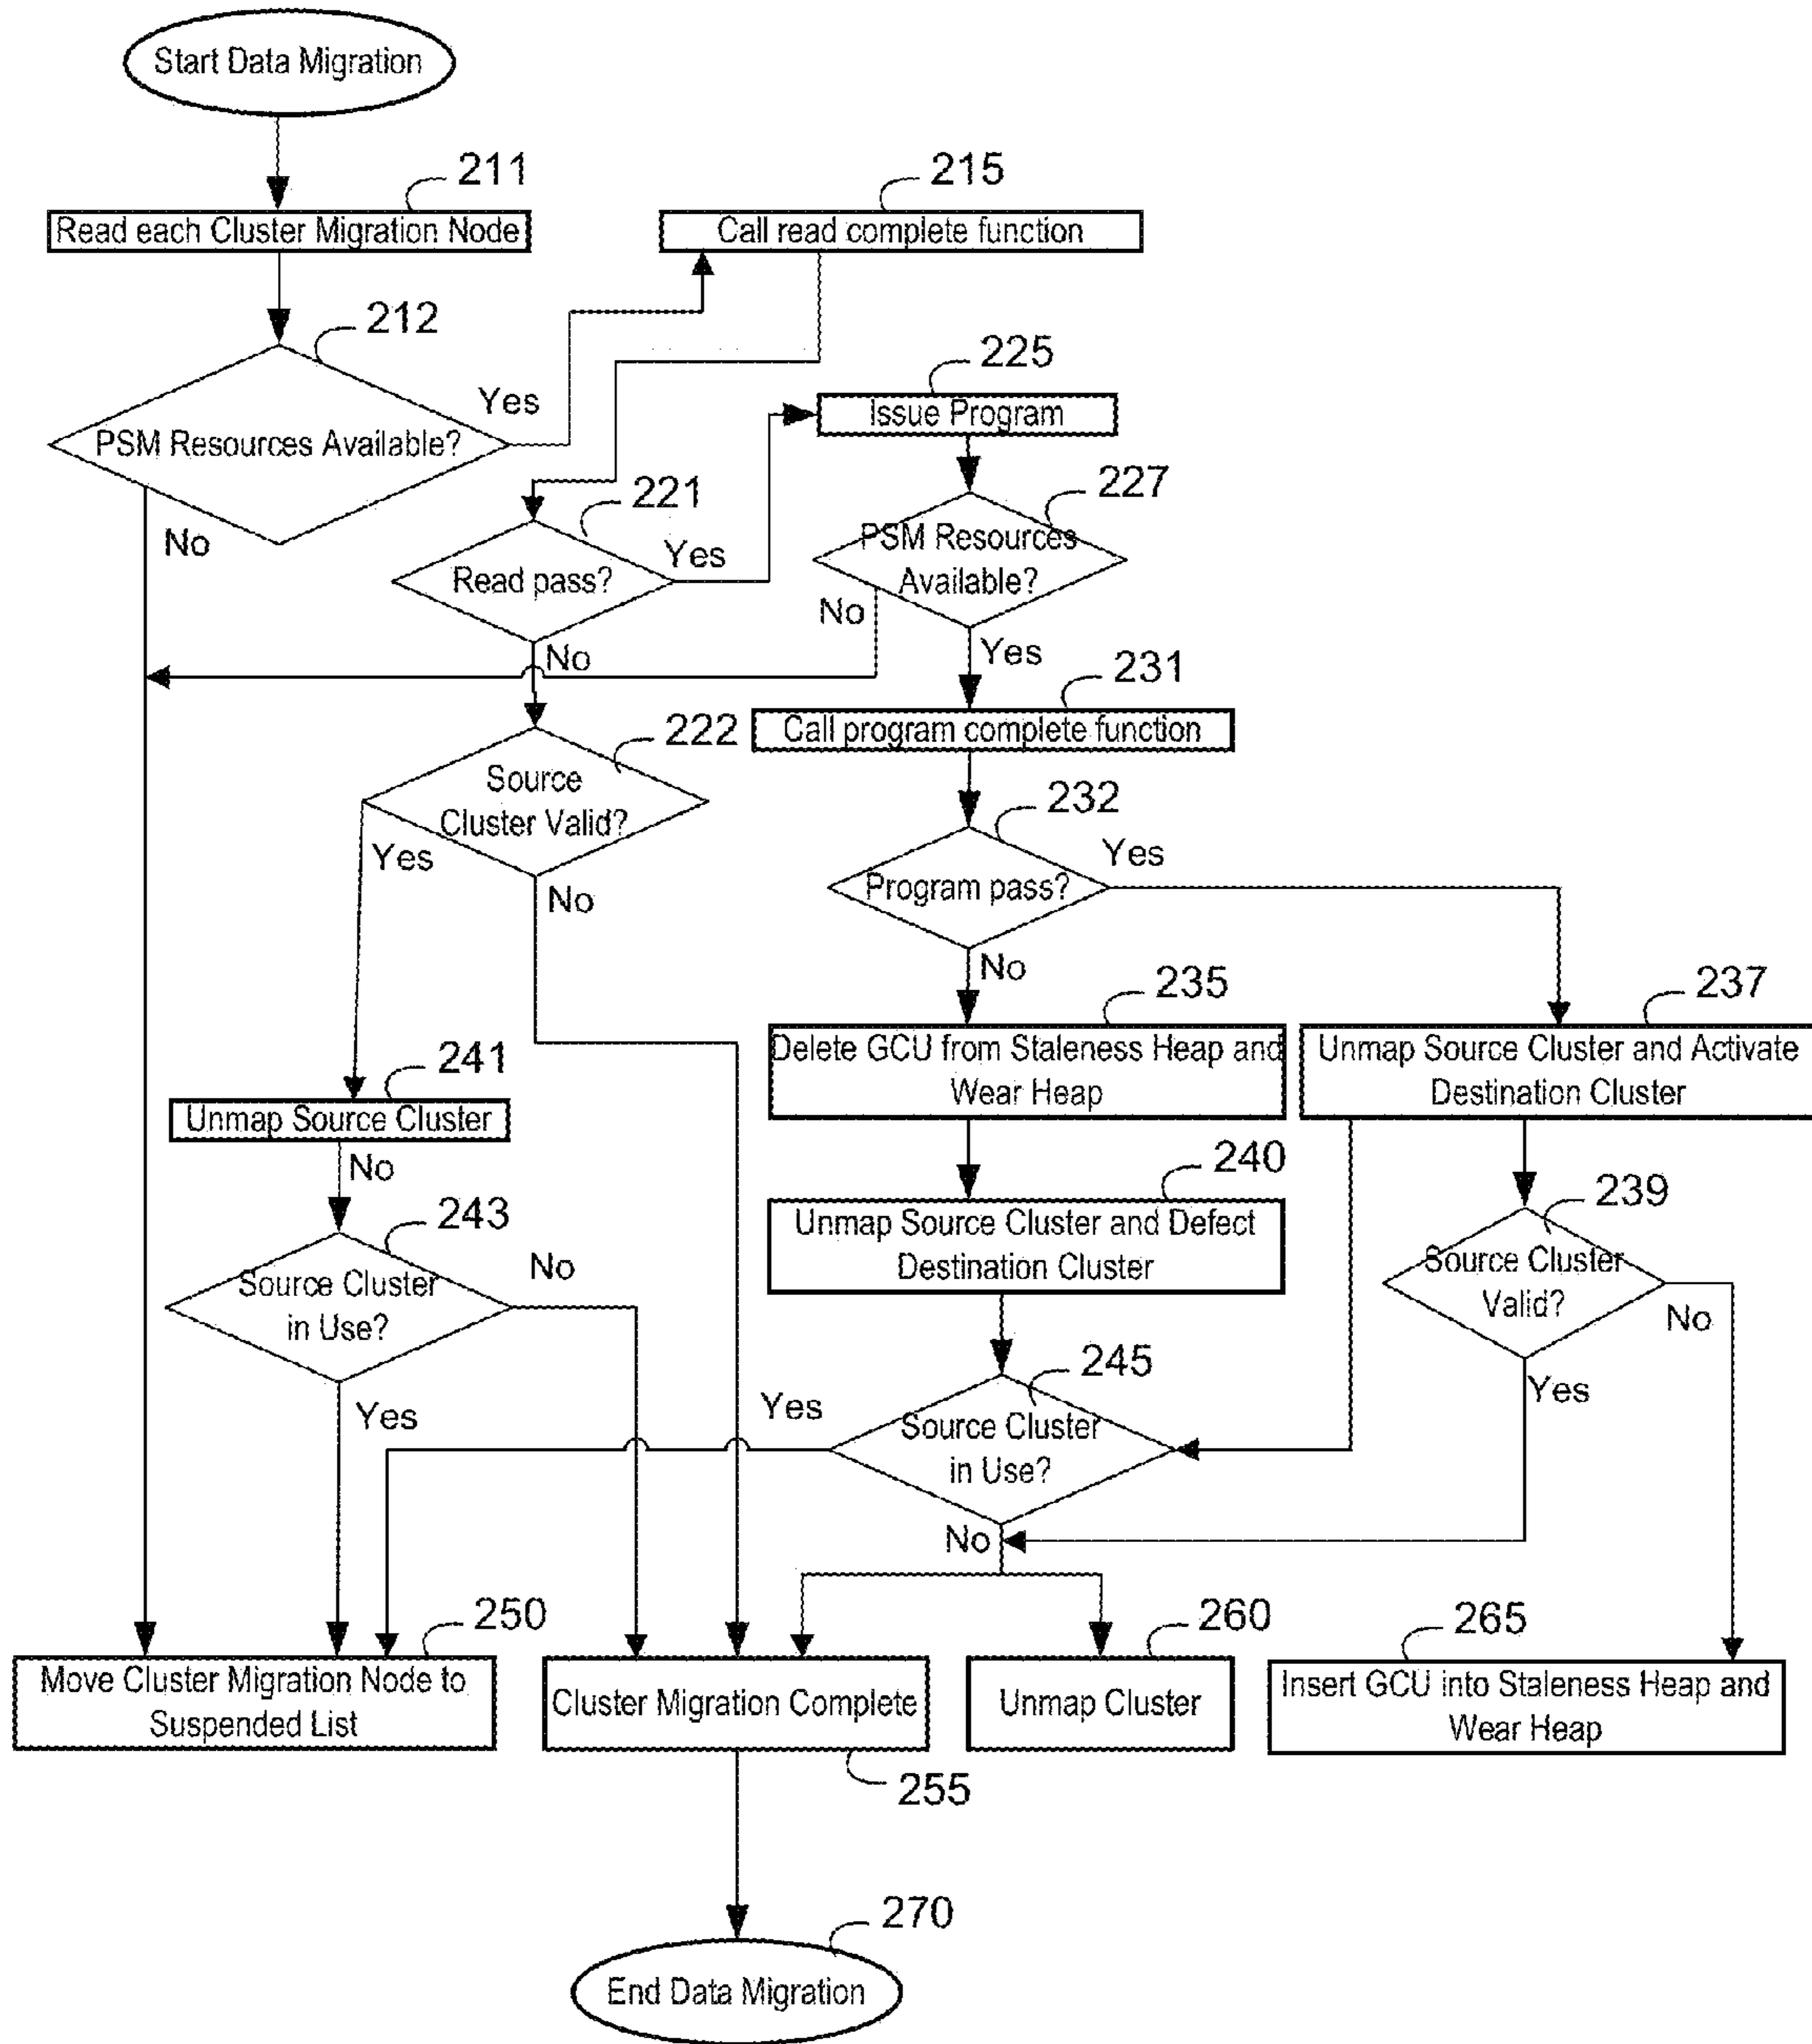 Start Data Migration
211
Read each Cluster Migration Node
215
Call read complete function
212
PSM Resources Available?
Yes
No
225
Issue Program
221
Read pass?
Yes
No
227
PSM Resources
Available?
No
Yes
231
Call program complete function
222
Source
Cluster Valid?
Yes
No
232
Program pass?
Yes
No
235
Delete GCU from Staleness Heap and
Wear Heap
237
Unmap Source Cluster and Activate
Destination Cluster
241
Unmap Source Cluster
No
240
Unmap Source Cluster and Defect
Destination Cluster
239
Source Cluster
Valid?
No
Yes
243
Source Cluster
in Use?
No
Yes
245
Source Cluster
in Use?
Yes
No
250
Move Cluster Migration Node to
Suspended List
Cluster Migration Complete
255
260
Unmap Cluster
265
Insert GCU into Staleness Heap and
Wear Heap
270
End Data Migration